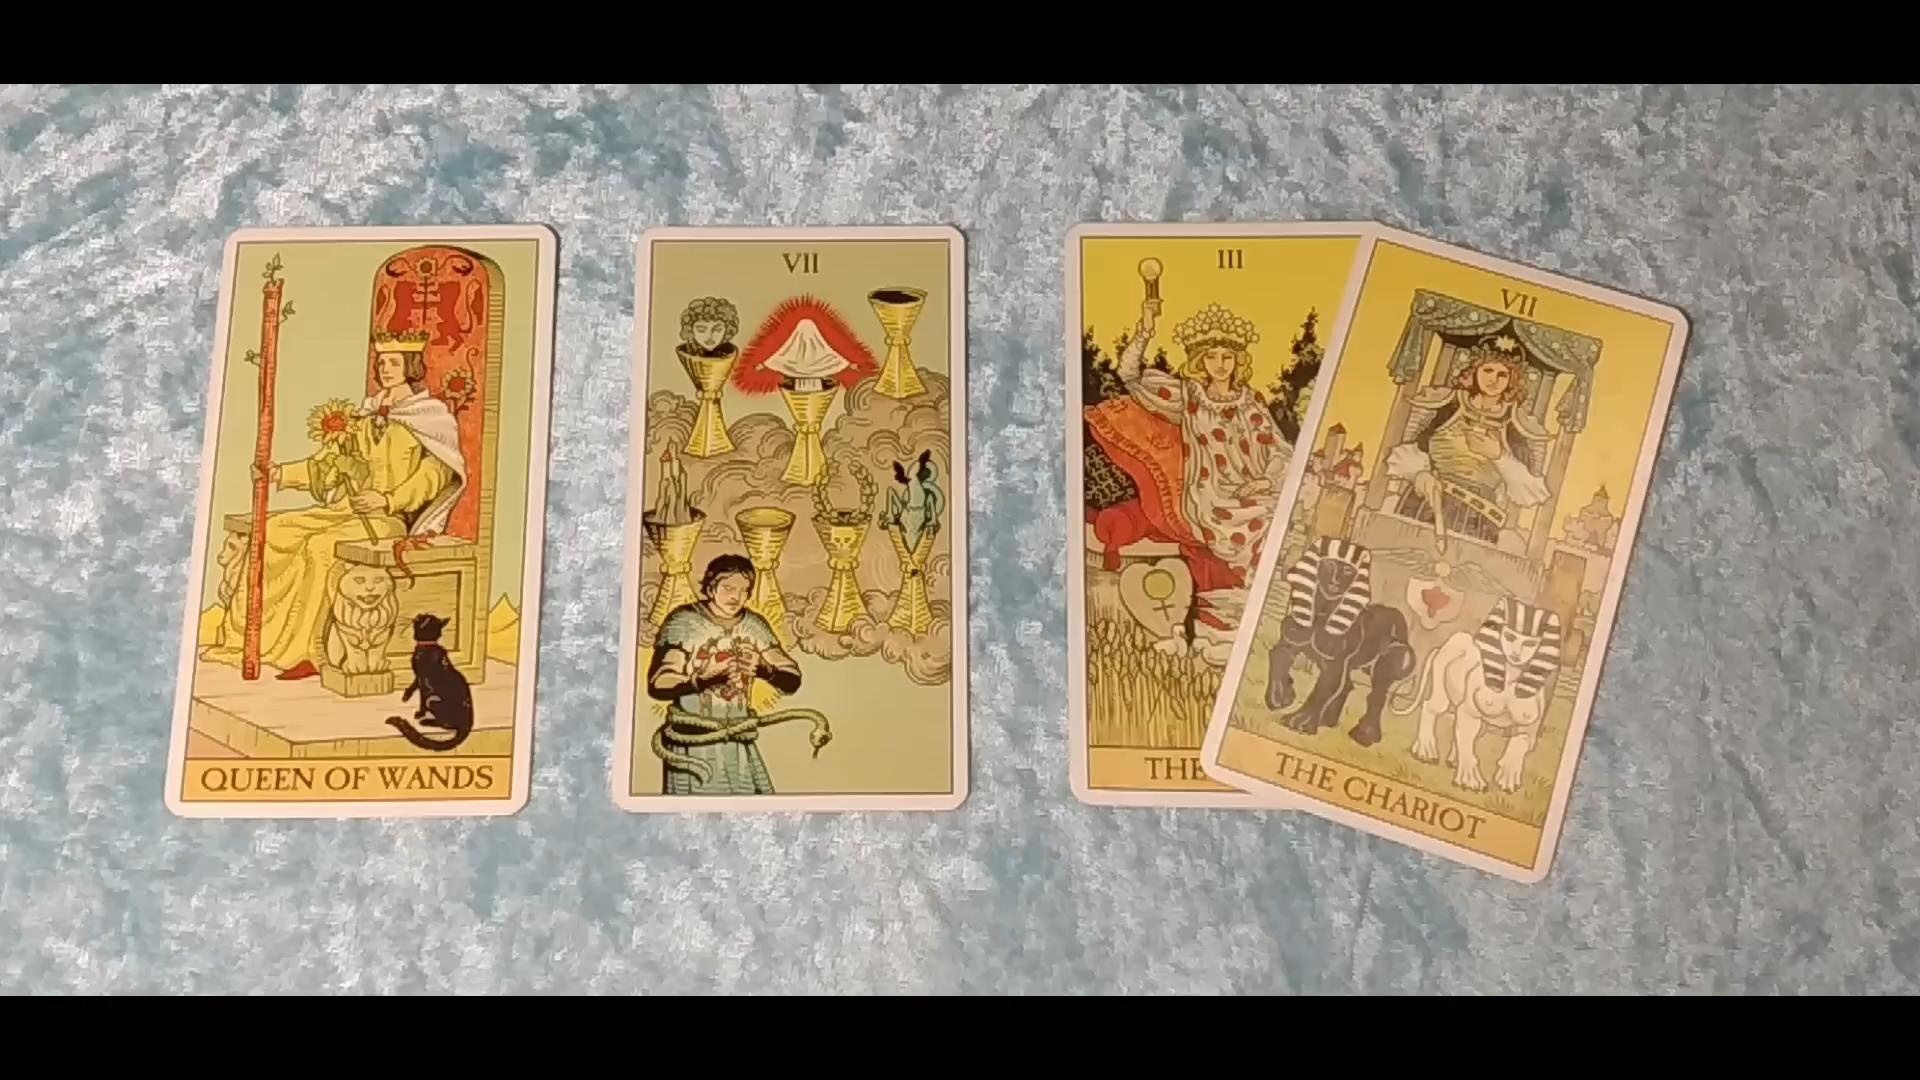 QUEEN OF WANDS
VII
III
THE
VII
THE CHARIOT